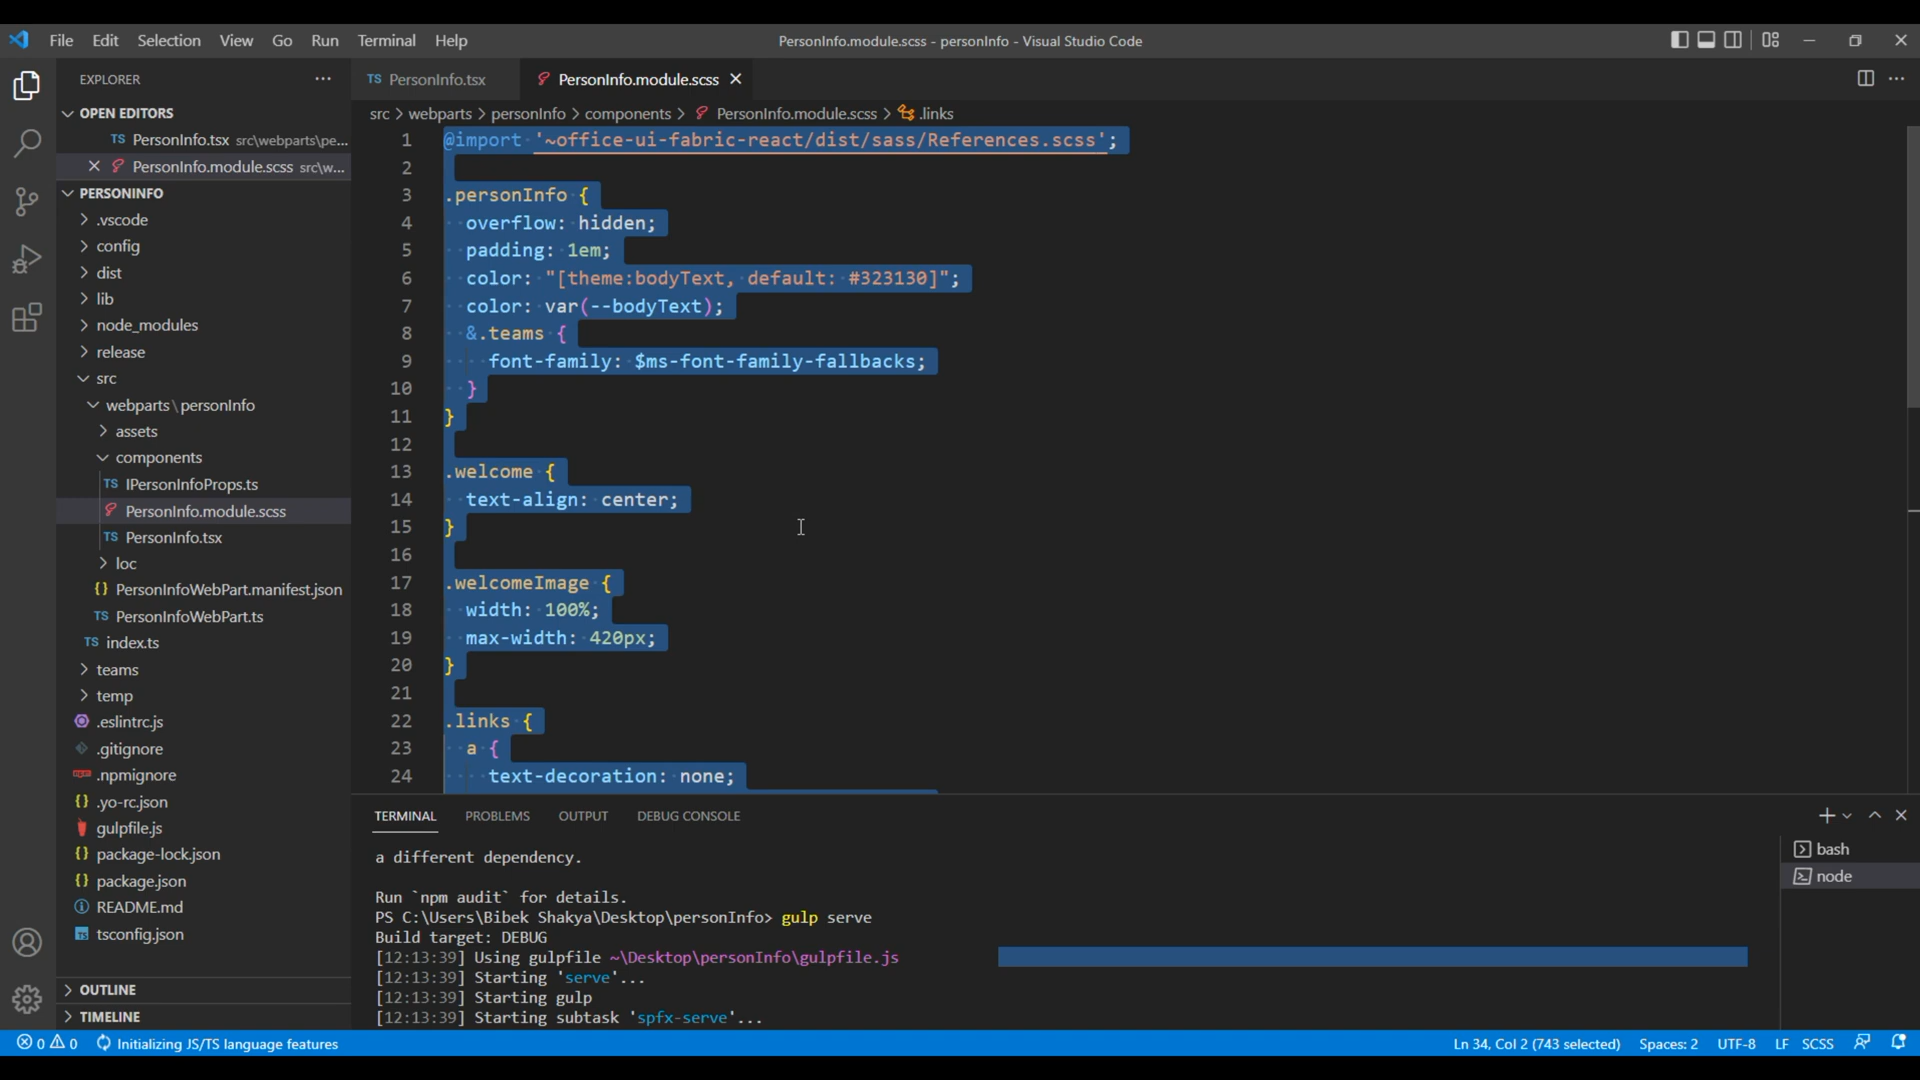 File Edit Selection View Go Run Terminal Help
PersonInfo.module.scss - personInfo - Visual Studio Code
EXPLORER
OPEN EDITORS
TS PersonInfo.tsx src\webparts\pe...
PersonInfo.module.scss src\w...
PERSONINFO
.vscode
config
dist
lib
node_modules
release
src
webparts\personInfo
assets
components
TS IPersonInfoProps.ts
PersonInfo.module.scss
TS PersonInfo.tsx
loc
{} PersonInfoWebPart.manifest.json
TS PersonInfoWebPart.ts
TS index.ts
teams
temp
.eslintrc.js
.gitignore
.npmignore
{} .yo-rc.json
gulpfile.js
{} package-lock.json
{} package.json
README.md
tsconfig.json
OUTLINE
TIMELINE
TS PersonInfo.tsx
PersonInfo.module.scss
src > webparts > personInfo > components > PersonInfo.module.scss > .links
1 @import '~office-ui-fabric-react/dist/sass/References.scss';
2
3 .personInfo {
4 overflow: hidden;
5 padding: 1em;
6 color: "[theme:bodyText, default: #323130]";
7 color: var(--bodyText);
8 &.teams {
9 font-family: $ms-font-family-fallbacks;
10 }
11 }
12
13 .welcome {
14 text-align: center;
15 }
16
17 .welcomeImage {
18 width: 100%;
19 max-width: 420px;
20 }
21
22 .links {
23 a {
24 text-decoration: none;
TERMINAL PROBLEMS OUTPUT DEBUG CONSOLE
a different dependency.
Run `npm audit` for details.
PS C:\Users\Bibek Shakya\Desktop\personInfo> gulp serve
Build target: DEBUG
[12:13:39] Using gulpfile ~\Desktop\personInfo\gulpfile.js
[12:13:39] Starting 'serve'...
[12:13:39] Starting gulp
[12:13:39] Starting subtask 'spfx-serve'...
bash
node
0 0 Initializing JS/TS language features
Ln 34, Col 2 (743 selected) Spaces: 2 UTF-8 LF SCSS